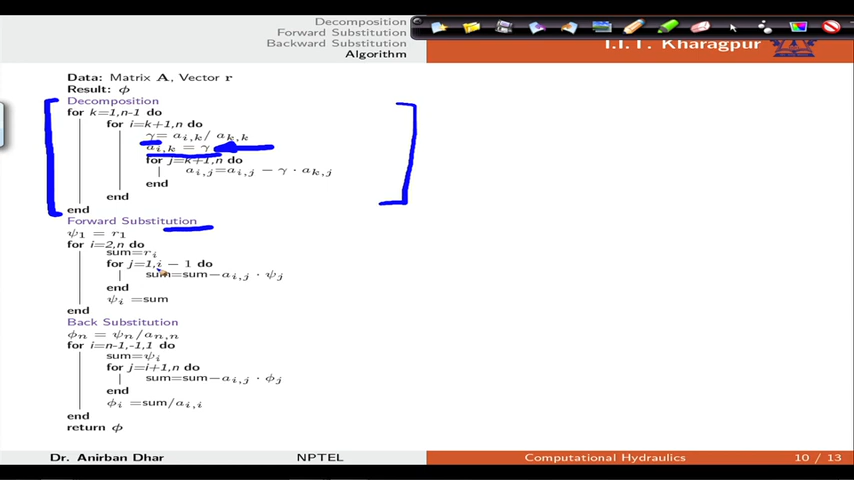 Decomposition
Forward Substitution
Backward Substitution
Algorithm
I.I.T. Kharagpur
Data: Matrix A, Vector r
Result: ϕ
Decomposition
for k=1,n-1 do
for i=k+1,n do
γ= a_{i,k}/ a_{k,k}
a_{i,k} = γ
for j=k+1,n do
a_{i,j}=a_{i,j} − γ · a_{k,j}
end
end
end
Forward Substitution
ψ_1 = r_1
for i=2,n do
sum=r_i
for j=1,i − 1 do
sum=sum−a_{i,j} · ψ_j
end
ψ_i =sum
end
Back Substitution
ϕ_n = ψ_n/a_{n,n}
for i=n-1,-1,1 do
sum=ψ_i
for j=i+1,n do
sum=sum−a_{i,j} · ϕ_j
end
ϕ_i =sum/a_{i,i}
end
return ϕ
Dr. Anirban Dhar NPTEL Computational Hydraulics 10 / 13